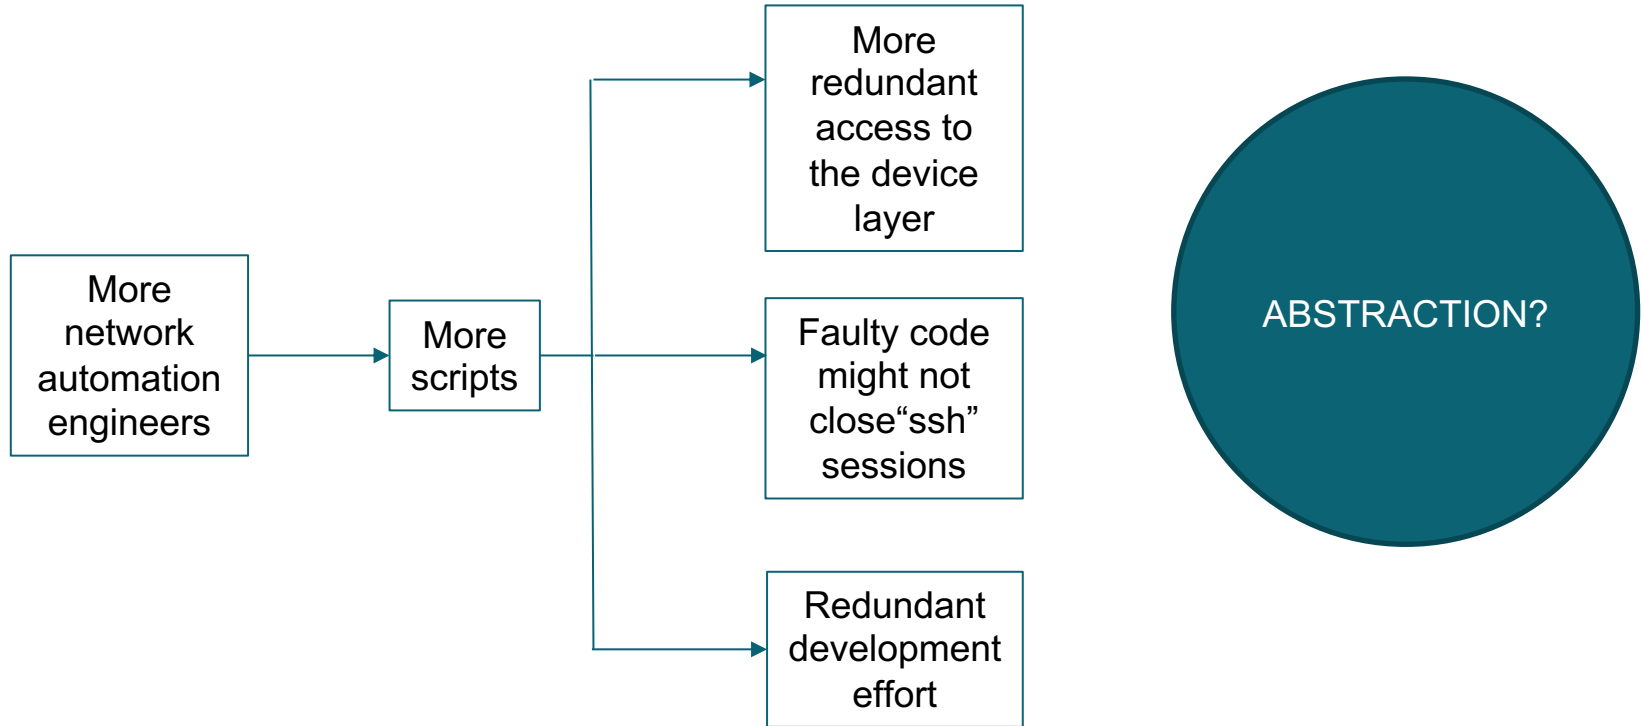 More
network
automation
engineers
More
scripts
More
redundant
access to
the device
layer
Faulty code
might not
close“ssh”
sessions
Redundant
development
effort
ABSTRACTION?